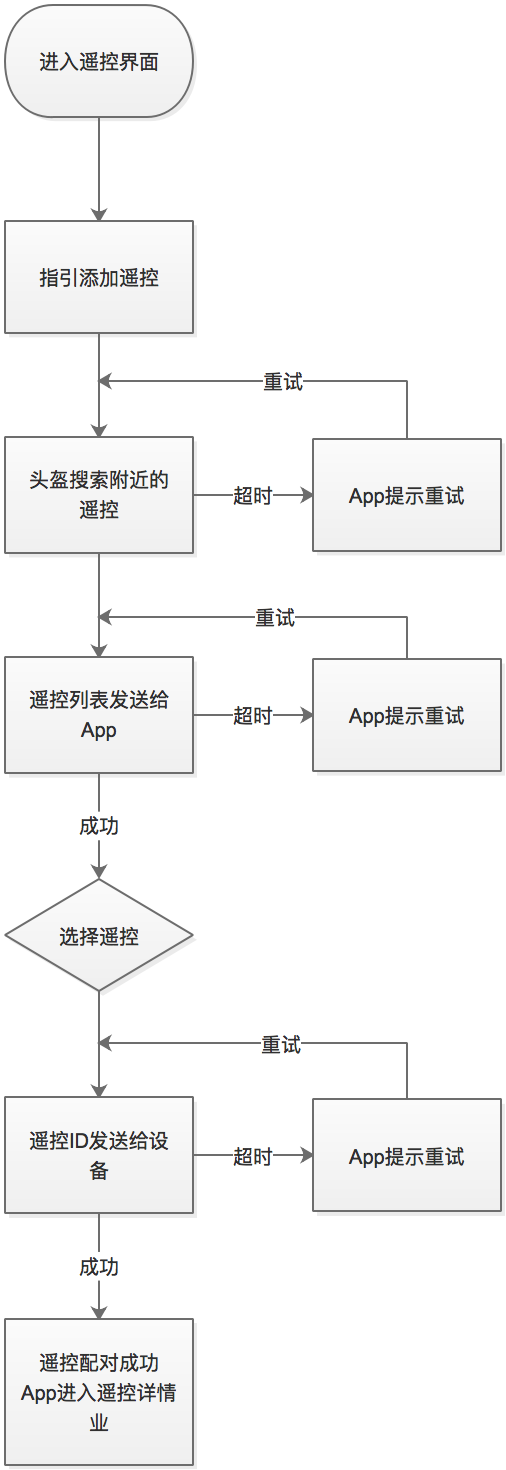 进入遥控界面
指引添加遥控
重试
头盔搜索附近的
遥控
超时
App提示重试
重试
遥控列表发送给
App
超时
App提示重试
成功
选择遥控
重试
遥控ID发送给设
备
超时
App提示重试
成功
遥控配对成功
App进入遥控详情
业